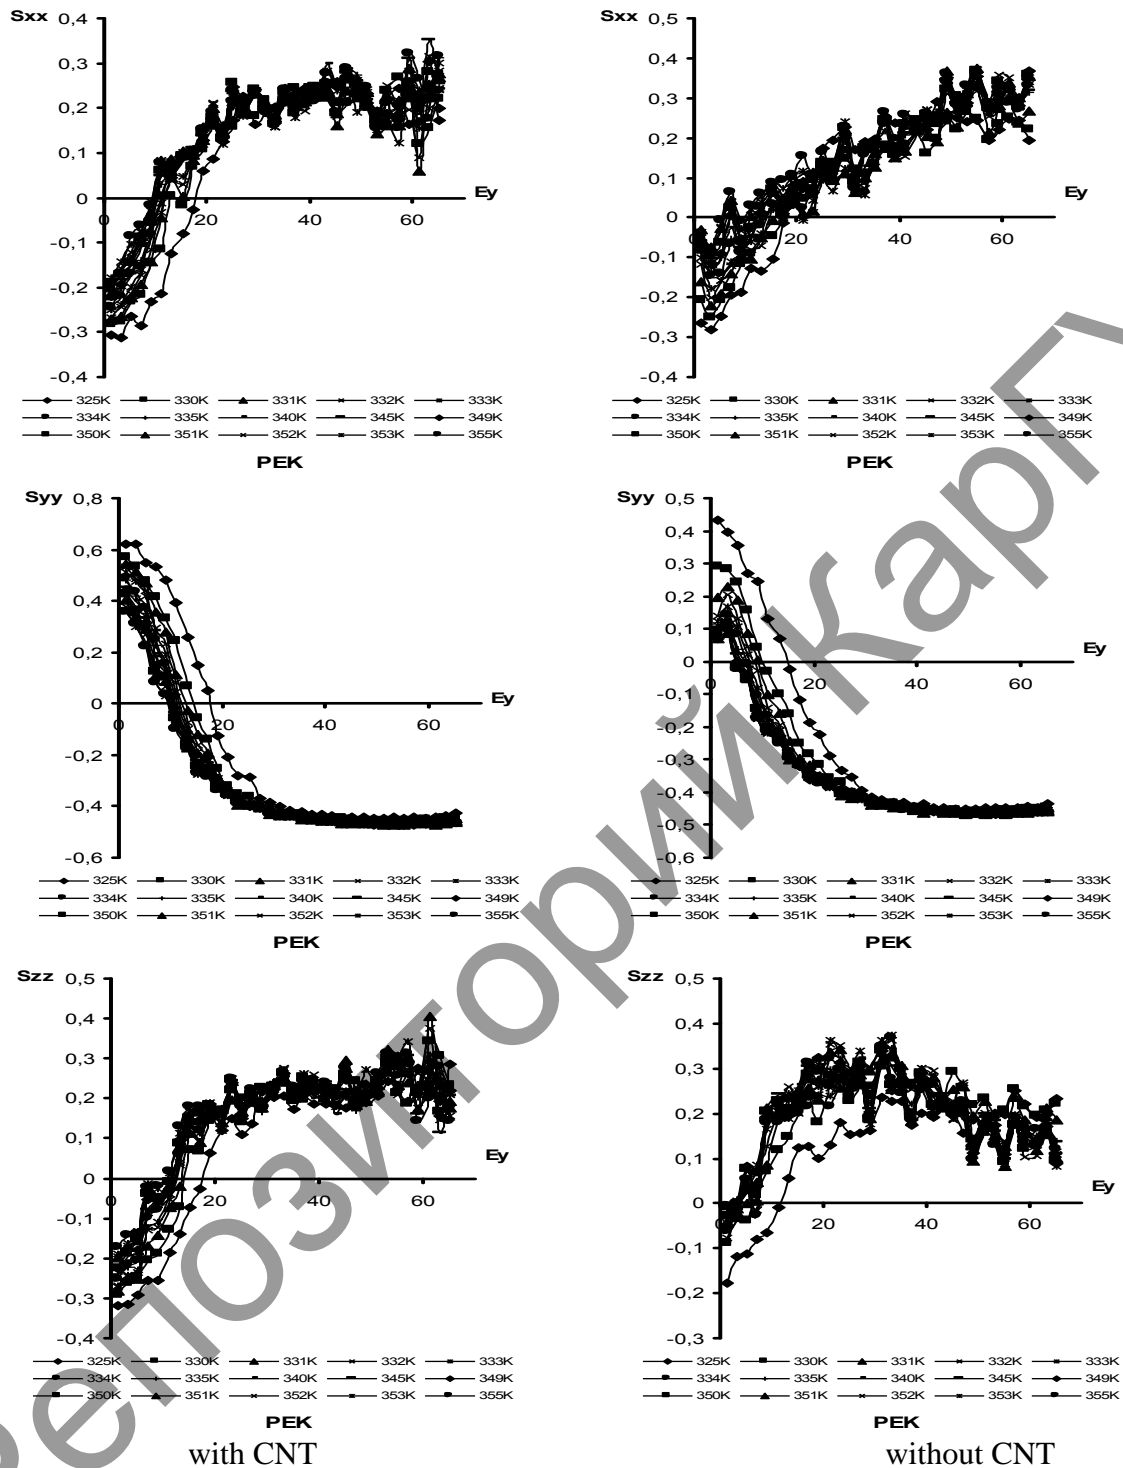 Sxx 0,4
0,3
0,2
0,1
0
-0,1
-0,2
-0,3
-0,4
0 20 40 60
Ey
325K 330K 331K 332K 333K
334K 335K 340K 345K 349K
350K 351K 352K 353K 355K
PEK
Sxx 0,5
0,4
0,3
0,2
0,1
0
-0,1
-0,2
-0,3
-0,4
0 20 40 60
Ey
325K 330K 331K 332K 333K
334K 335K 340K 345K 349K
350K 351K 352K 353K 355K
PEK
Syy 0,8
0,6
0,4
0,2
0
-0,2
-0,4
-0,6
0 20 40 60
Ey
325K 330K 331K 332K 333K
334K 335K 340K 345K 349K
350K 351K 352K 353K 355K
PEK
Syy 0,5
0,4
0,3
0,2
0,1
0
-0,1
-0,2
-0,3
-0,4
-0,5
-0,6
0 20 40 60
Ey
325K 330K 331K 332K 333K
334K 335K 340K 345K 349K
350K 351K 352K 353K 355K
PEK
Szz 0,5
0,4
0,3
0,2
0,1
0
-0,1
-0,2
-0,3
-0,4
0 20 40 60
Ey
325K 330K 331K 332K 333K
334K 335K 340K 345K 349K
350K 351K 352K 353K 355K
PEK
with CNT
Szz 0,5
0,4
0,3
0,2
0,1
0
-0,1
-0,2
-0,3
0 20 40 60
Ey
325K 330K 331K 332K 333K
334K 335K 340K 345K 349K
350K 351K 352K 353K 355K
PEK
without CNT
Репозиторий КарГУ